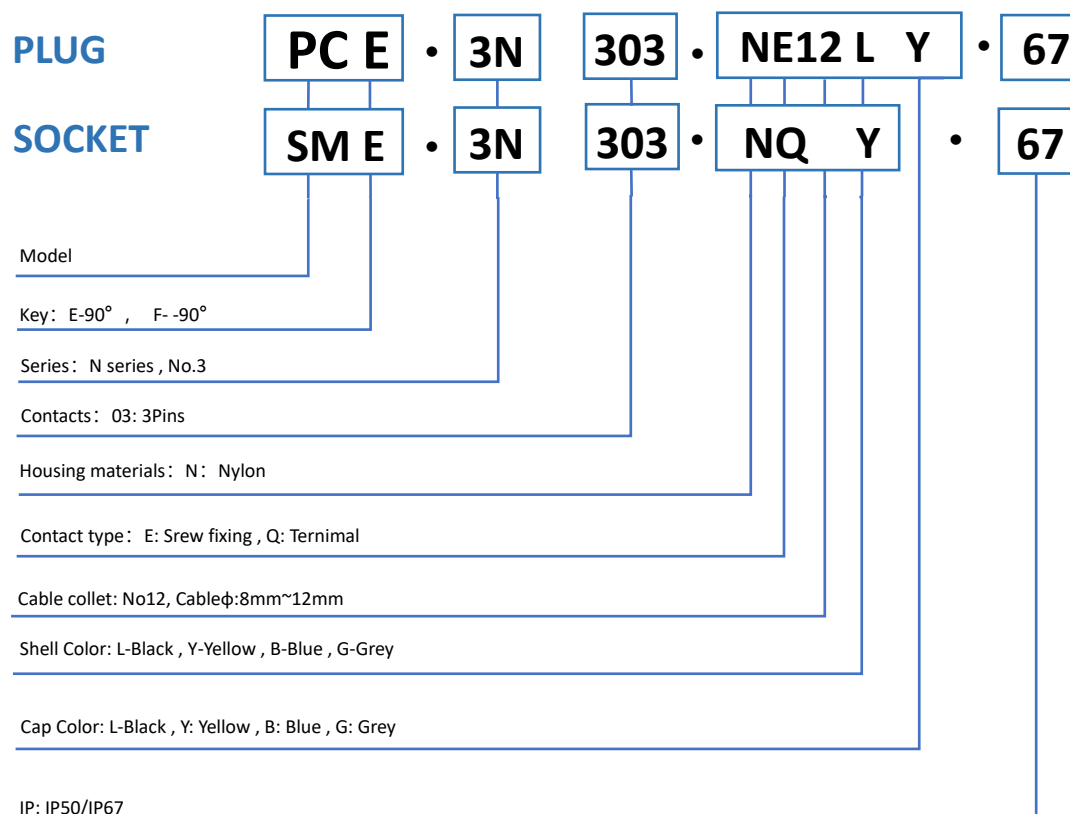 PLUG PC E · 3N 303 · NE12 L Y · 67
SOCKET SM E · 3N 303 · NQ Y · 67
Model
Key：E-90° ， F- -90°
Series：N series , No.3
Contacts：03: 3Pins
Housing materials：N：Nylon
Contact type：E: Srew fixing , Q: Ternimal
Cable collet: No12, Cableφ:8mm~12mm
Shell Color: L-Black , Y-Yellow , B-Blue , G-Grey
Cap Color: L-Black , Y: Yellow , B: Blue , G: Grey
IP: IP50/IP67